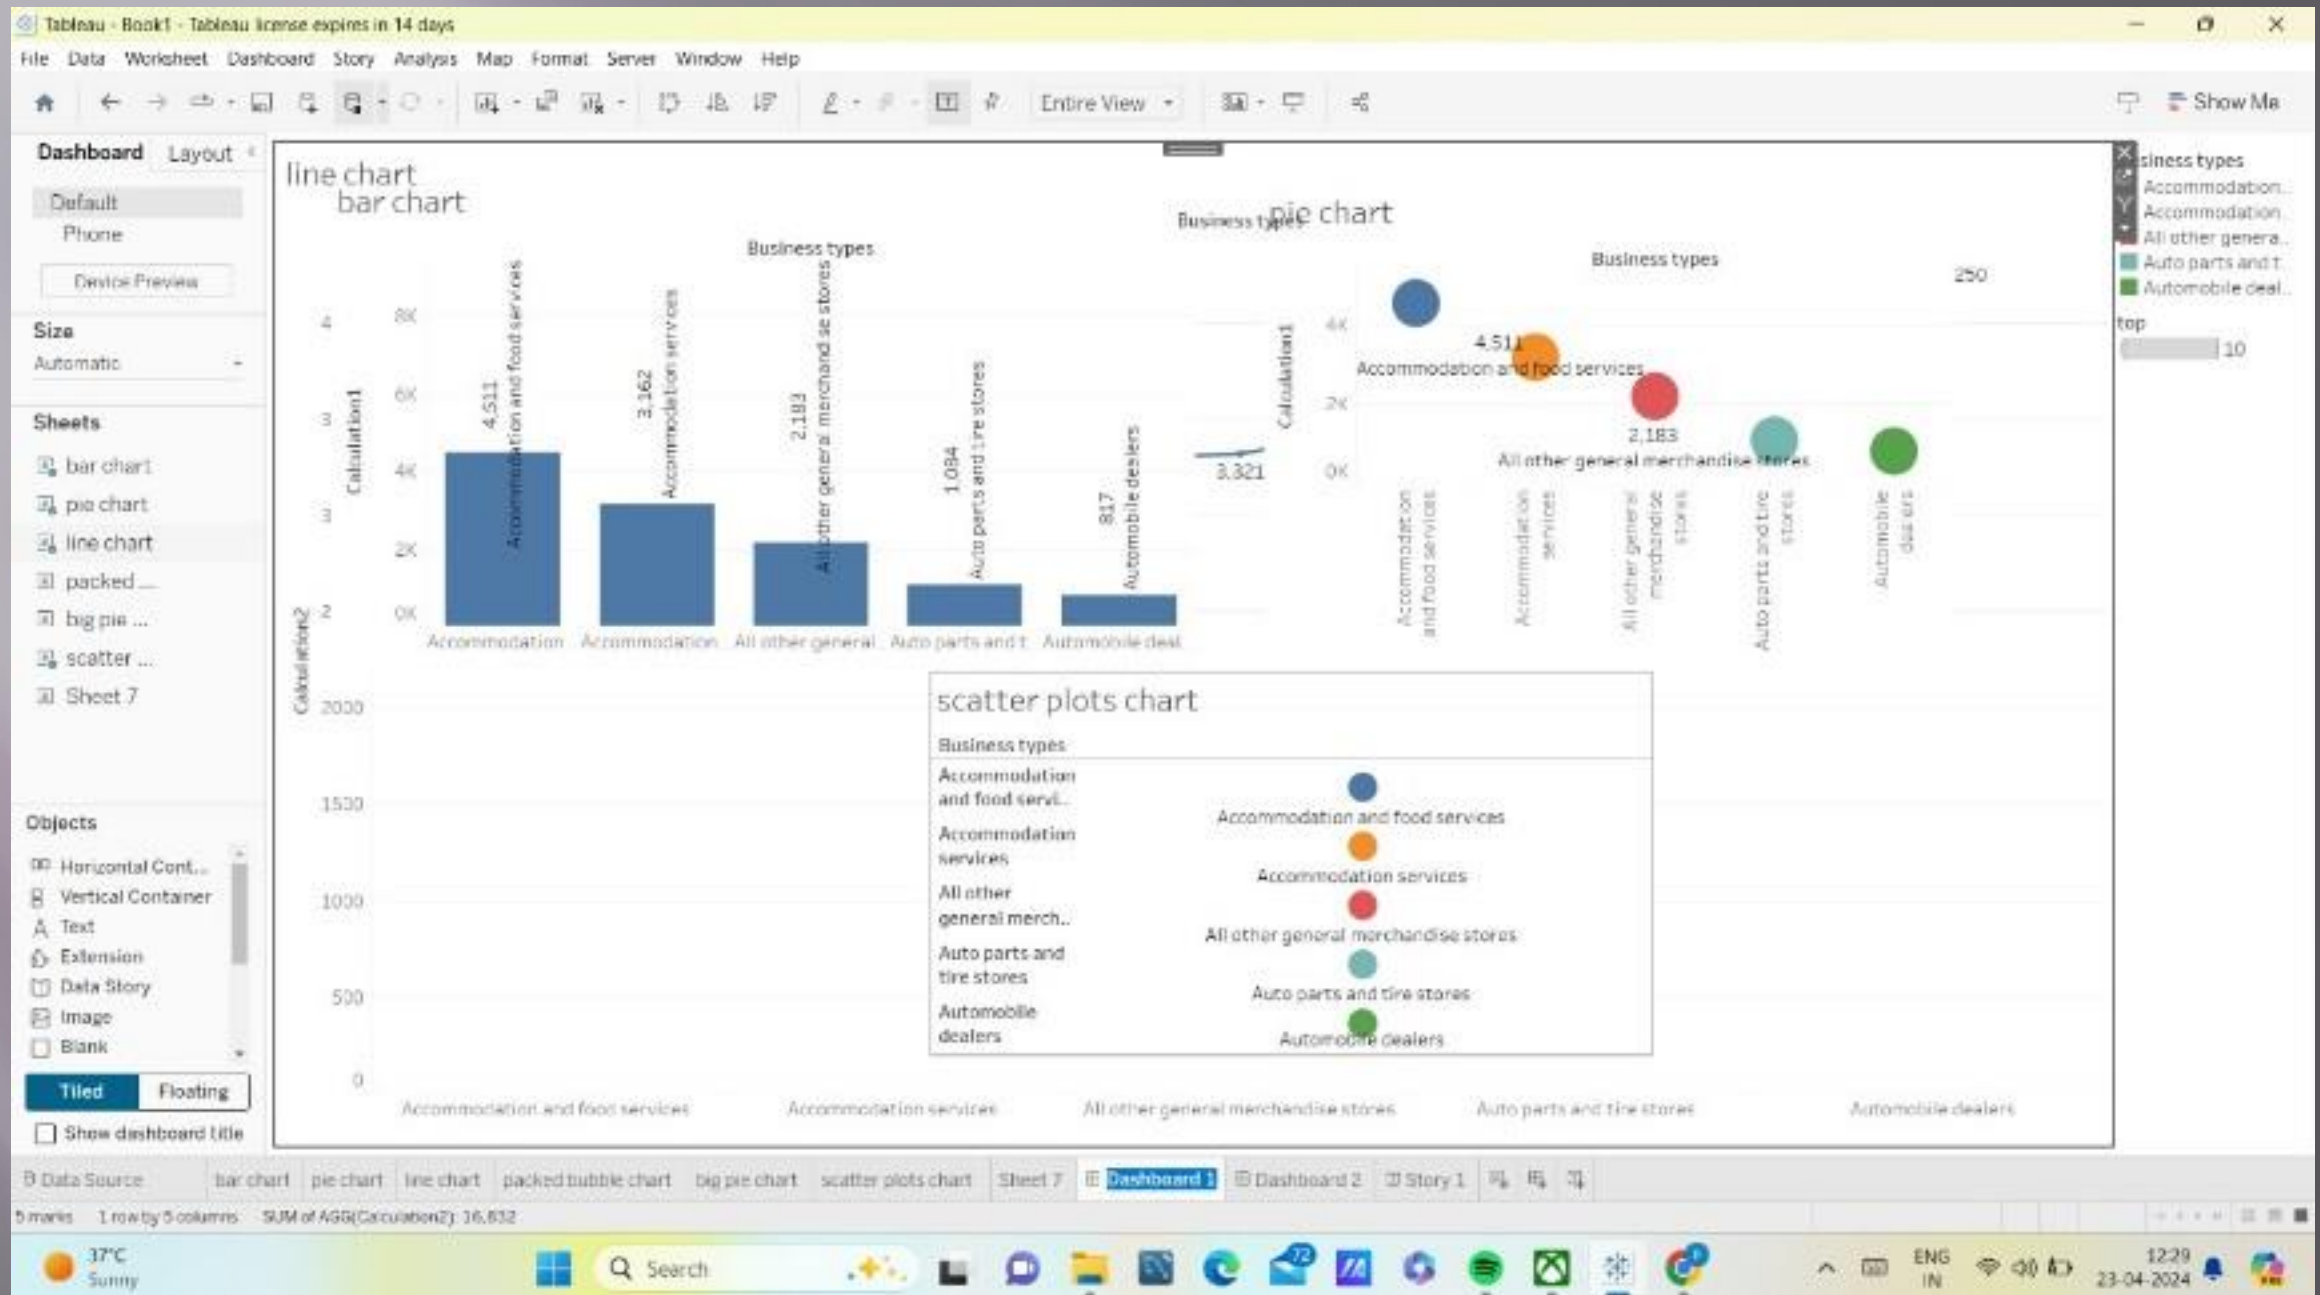 Tableau - Book1 - Tableau license expires in 14 days
File Data Worksheet Dashboard Story Analysis Map Format Server Window Help
Entire View
Show Me
Dashboard Layout
Default
Phone
Device Preview
Size
Automatic
Sheets
bar chart
pie chart
line chart
packed ...
big pie ...
scatter ...
Sheet 7
Objects
Horizontal Cont...
Vertical Container
Text
Extension
Data Story
Image
Blank
Tiled Floating
Show dashboard title
line chart
bar chart
Business types
Calculation1
8K
6K
4K
2K
0K
4,511
Accommodation and food services
3,162
Accommodation services
2,183
All other general merchandise stores
1,084
Auto parts and tire stores
817
Automobile dealers
Accommodation
Accommodation
All other general
Auto parts and t
Automobile deal
4
3
3
2
Calculation2
2000
1500
1000
500
0
Business types
3,321
pie chart
Business types
250
Calculation1
4K
2K
0K
4,511
Accommodation and food services
2,183
All other general merchandise stores
Accommodation
and food services
Accommodation
services
All other general
merchandise
stores
Auto parts and tire
stores
Automobile
dealers
scatter plots chart
Business types
Accommodation
and food servi..
Accommodation
services
All other
general merch..
Auto parts and
tire stores
Automobile
dealers
Accommodation and food services
Accommodation services
All other general merchandise stores
Auto parts and tire stores
Automobile dealers
Accommodation and food services
Accommodation services
All other general merchandise stores
Auto parts and tire stores
Automobile dealers
siness types
Accommodation..
Accommodation
All other genera..
Auto parts and t..
Automobile deal..
top
10
Data Source
bar chart
pie chart
line chart
packed bubble chart
big pie chart
scatter plots chart
Sheet 7
Dashboard 1
Dashboard 2
Story 1
5 marks 1 row by 5 columns SUM of AGG(Calculation2): 16,832
37°C
Sunny
Search
72
ENG
IN
12:29
23-04-2024